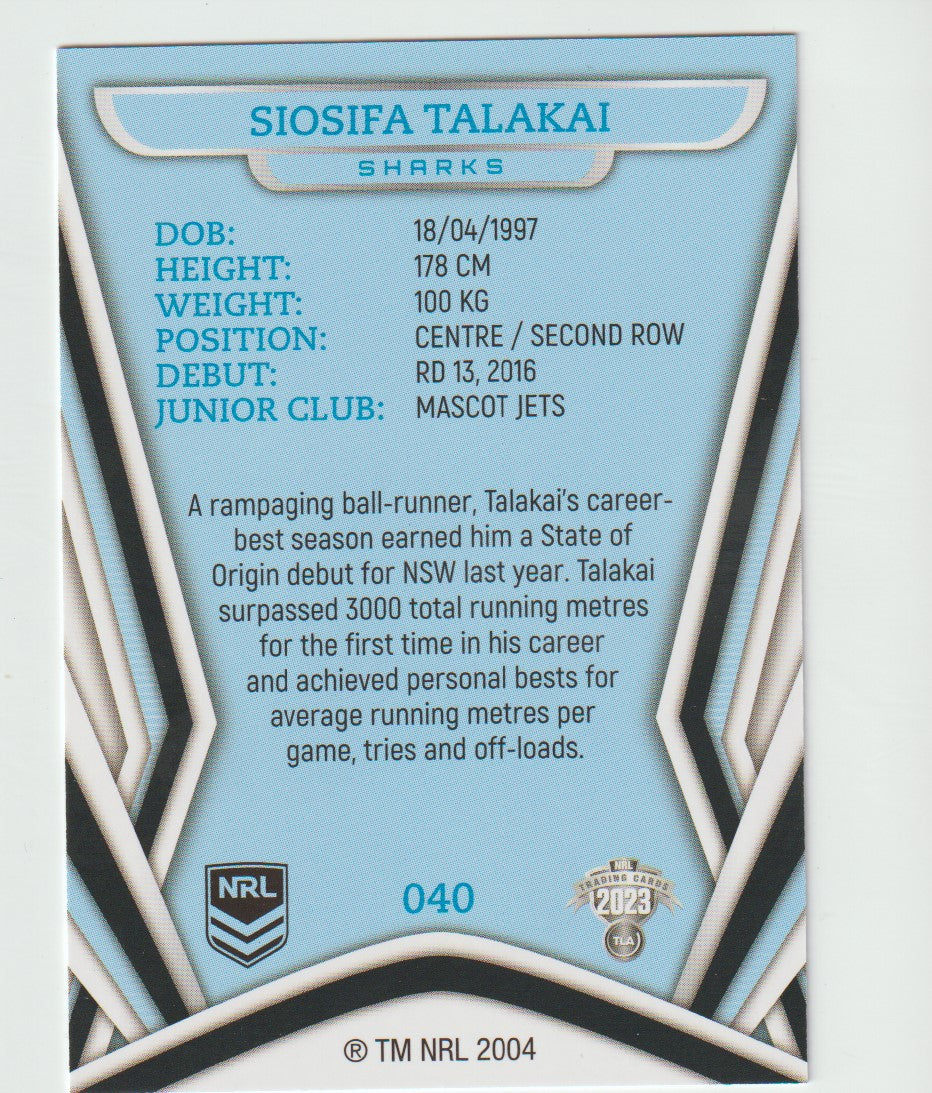 SIOSIFA TALAKAI
SHARKS
DOB: 18/04/1997
HEIGHT: 178 CM
WEIGHT: 100 KG
POSITION: CENTRE / SECOND ROW
DEBUT: RD 13, 2016
JUNIOR CLUB: MASCOT JETS
A rampaging ball-runner, Talakai's career-
best season earned him a State of
Origin debut for NSW last year. Talakai
surpassed 3000 total running metres
for the first time in his career
and achieved personal bests for
average running metres per
game, tries and off-loads.
NRL
040
NRL
TRADING CARDS
2023
TLA
® TM NRL 2004